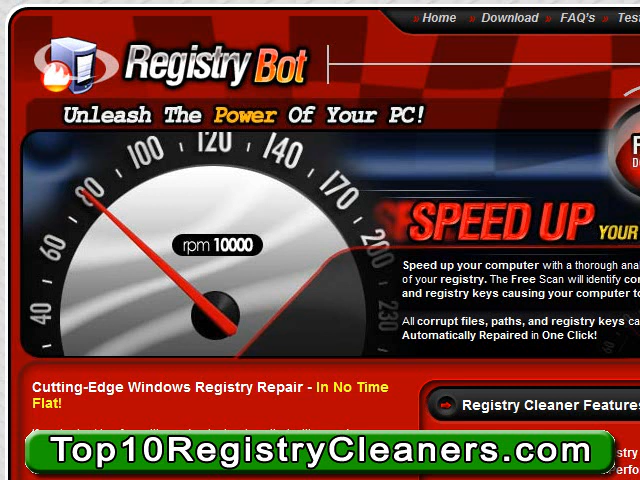 » Home » Download » FAQ's »
Registry Bot
Unleash The Power Of Your PC!
40 60 80 100 120 140 170 200 230
rpm 10000
SPEED UP YOUR
Speed up your computer with a thorough
of your registry. The Free Scan will identify
and registry keys causing your computer
All corrupt files, paths, and registry keys
Automatically Repaired in One Click!
Cutting-Edge Windows Registry Repair - In No Time
Flat!
Registry Cleaner Features
Top10RegistryCleaners.com